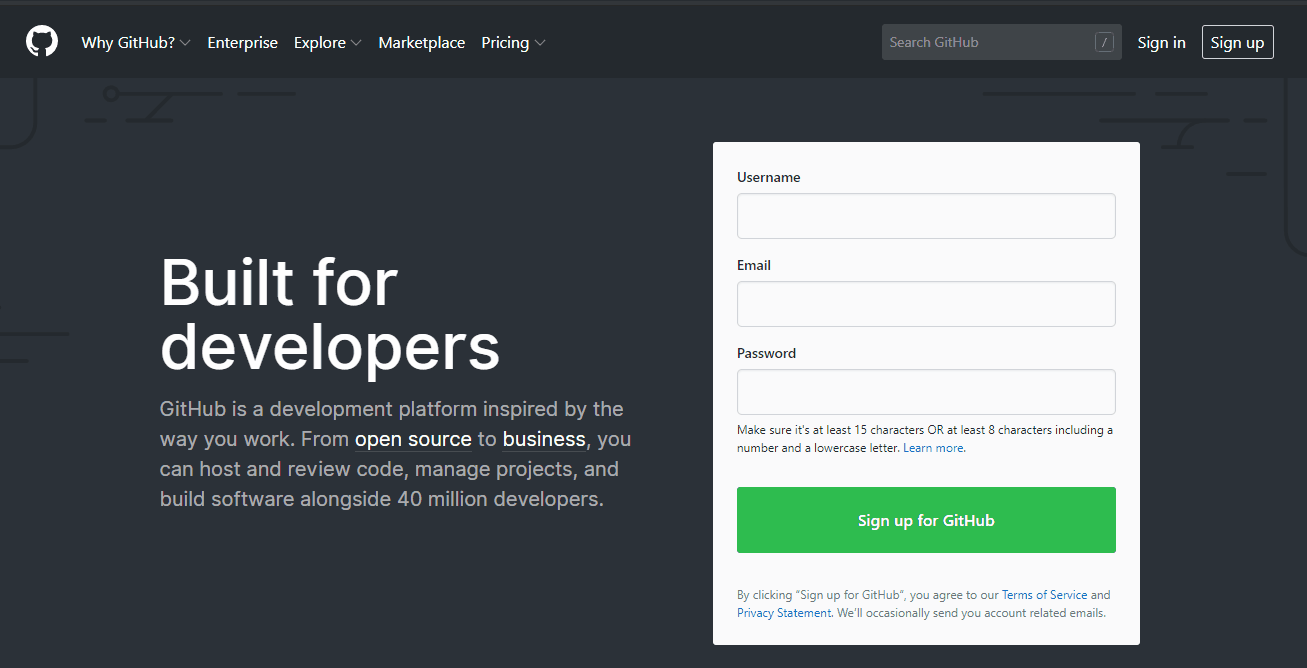 Why GitHub? Enterprise Explore Marketplace Pricing Search GitHub / Sign in Sign up
Built for
developers
GitHub is a development platform inspired by the
way you work. From open source to business, you
can host and review code, manage projects, and
build software alongside 40 million developers.
Username
Email
Password
Make sure it's at least 15 characters OR at least 8 characters including a
number and a lowercase letter. Learn more.
Sign up for GitHub
By clicking “Sign up for GitHub”, you agree to our Terms of Service and
Privacy Statement. We’ll occasionally send you account related emails.